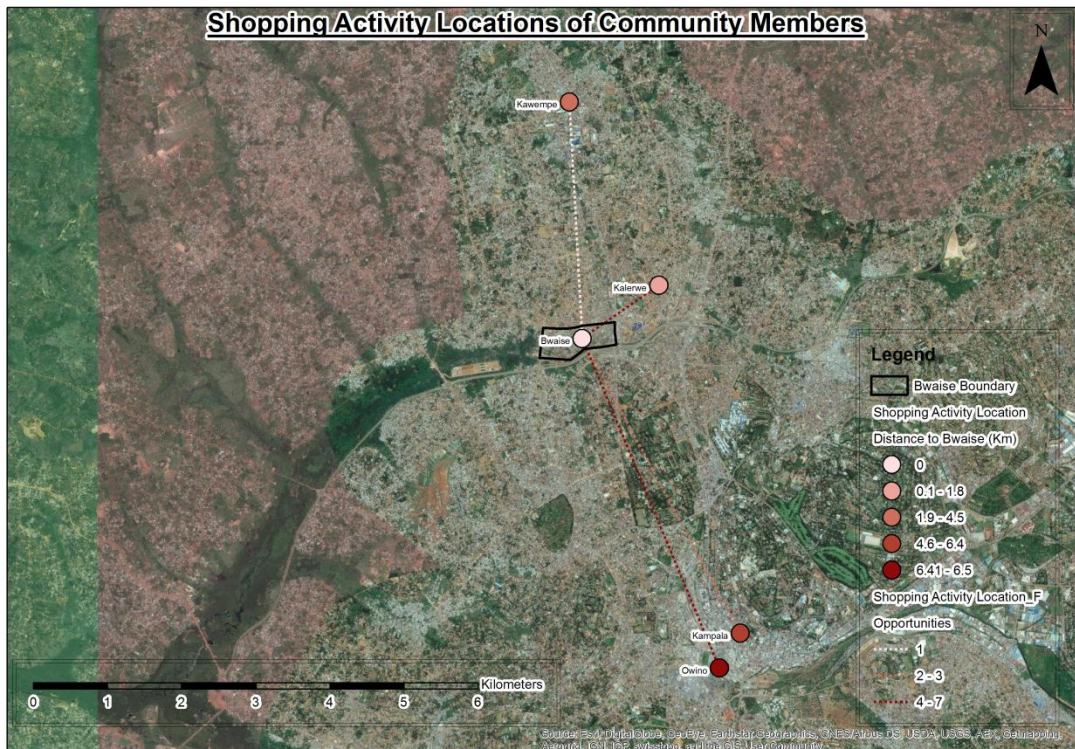 Shopping Activity Locations of Community Members
N
Kawempe
Kalerwe
Bwaise
Legend
Bwaise Boundary
Shopping Activity Location
Distance to Bwaise (Km)
0
0.1 - 1.8
1.9 - 4.5
4.6 - 6.4
6.41 - 6.5
Shopping Activity Location_F
Opportunities
1
2 - 3
4 - 7
Kampala
Owino
Kilometers
0 1 2 3 4 5 6
Source: Esri, DigitalGlobe, GeoEye, Earthstar Geographics, CNES/Airbus DS, USDA, USGS, AEX, Getmapping,
Aerogrid, IGN, IGP, swisstopo, and the GIS User Community